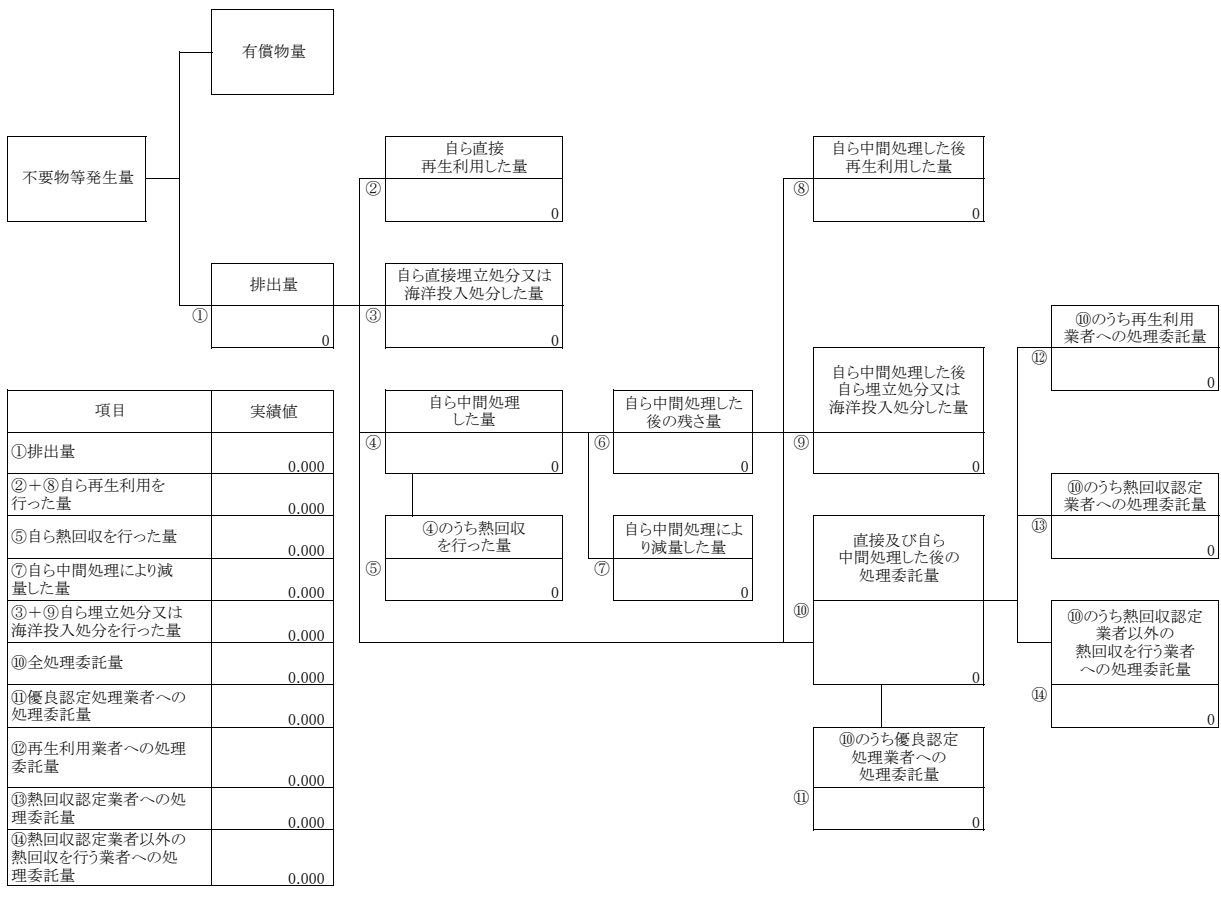 有償物量
不要物等発生量
排出量
①
0
自ら直接
再生利用した量
②
0
自ら直接埋立処分又は
海洋投入処分した量
③
0
自ら中間処理
した量
④
0
④のうち熱回収
を行った量
⑤
0
自ら中間処理した
後の残さ量
⑥
0
自ら中間処理によ
り減量した量
⑦
0
自ら中間処理した後
再生利用した量
⑧
0
自ら中間処理した後
自ら埋立処分又は
海洋投入処分した量
⑨
0
直接及び自ら
中間処理した後の
処理委託量
⑩
0
⑩のうち優良認定
処理業者への
処理委託量
⑪
0
⑩のうち再生利用
業者への処理委託量
⑫
0
⑩のうち熱回収認定
業者への処理委託量
⑬
0
⑩のうち熱回収認定
業者以外の
熱回収を行う業者
への処理委託量
⑭
0
項目 実績値
①排出量
0.000
②+⑧自ら再生利用を
行った量
0.000
⑤自ら熱回収を行った量
0.000
⑦自ら中間処理により減
量した量
0.000
③+⑨自ら埋立処分又は
海洋投入処分を行った量
0.000
⑩全処理委託量
0.000
⑪優良認定処理業者への
処理委託量
0.000
⑫再生利用業者への処理
委託量
0.000
⑬熱回収認定業者への処
理委託量
0.000
⑭熱回収認定業者以外の
熱回収を行う業者への処
理委託量
0.000